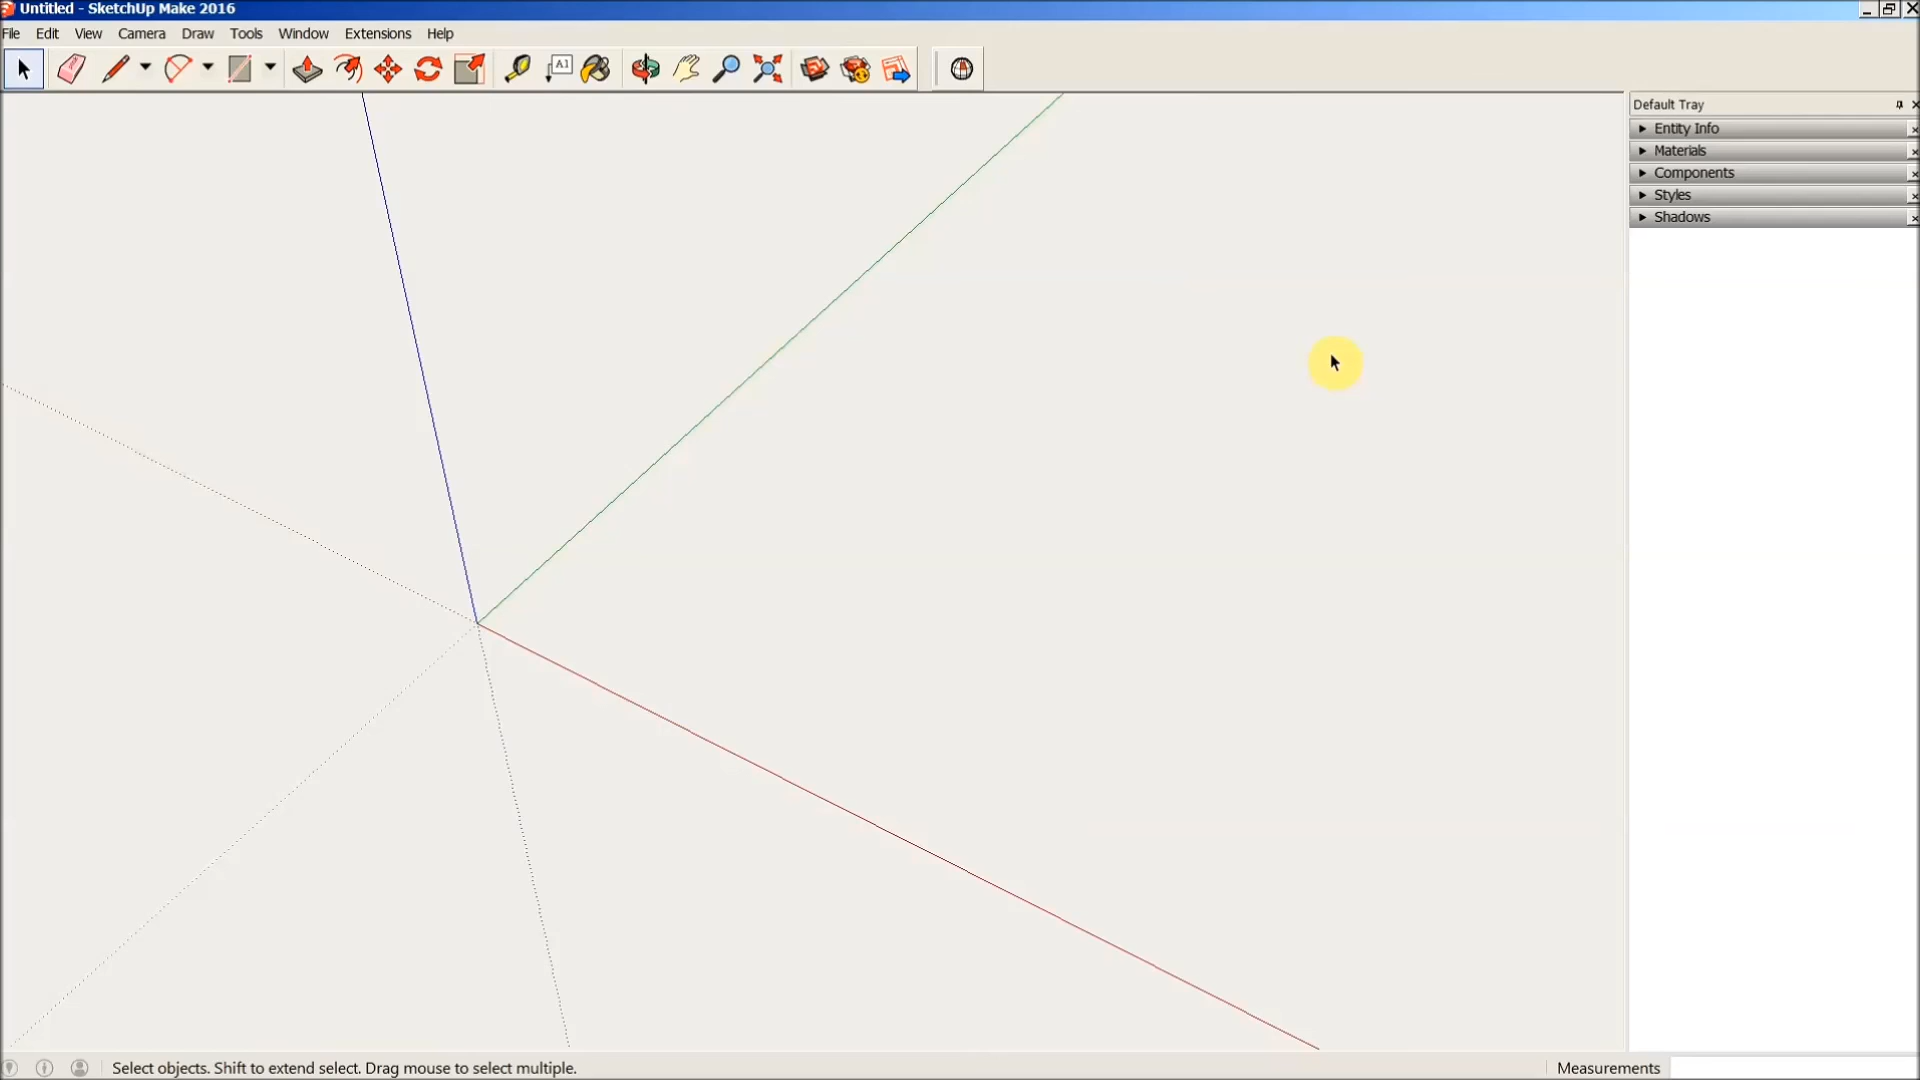 Untitled - SketchUp Make 2016
File Edit View Camera Draw Tools Window Extensions Help
A1
Default Tray
Entity Info
Materials
Components
Styles
Shadows
Select objects. Shift to extend select. Drag mouse to select multiple.
Measurements